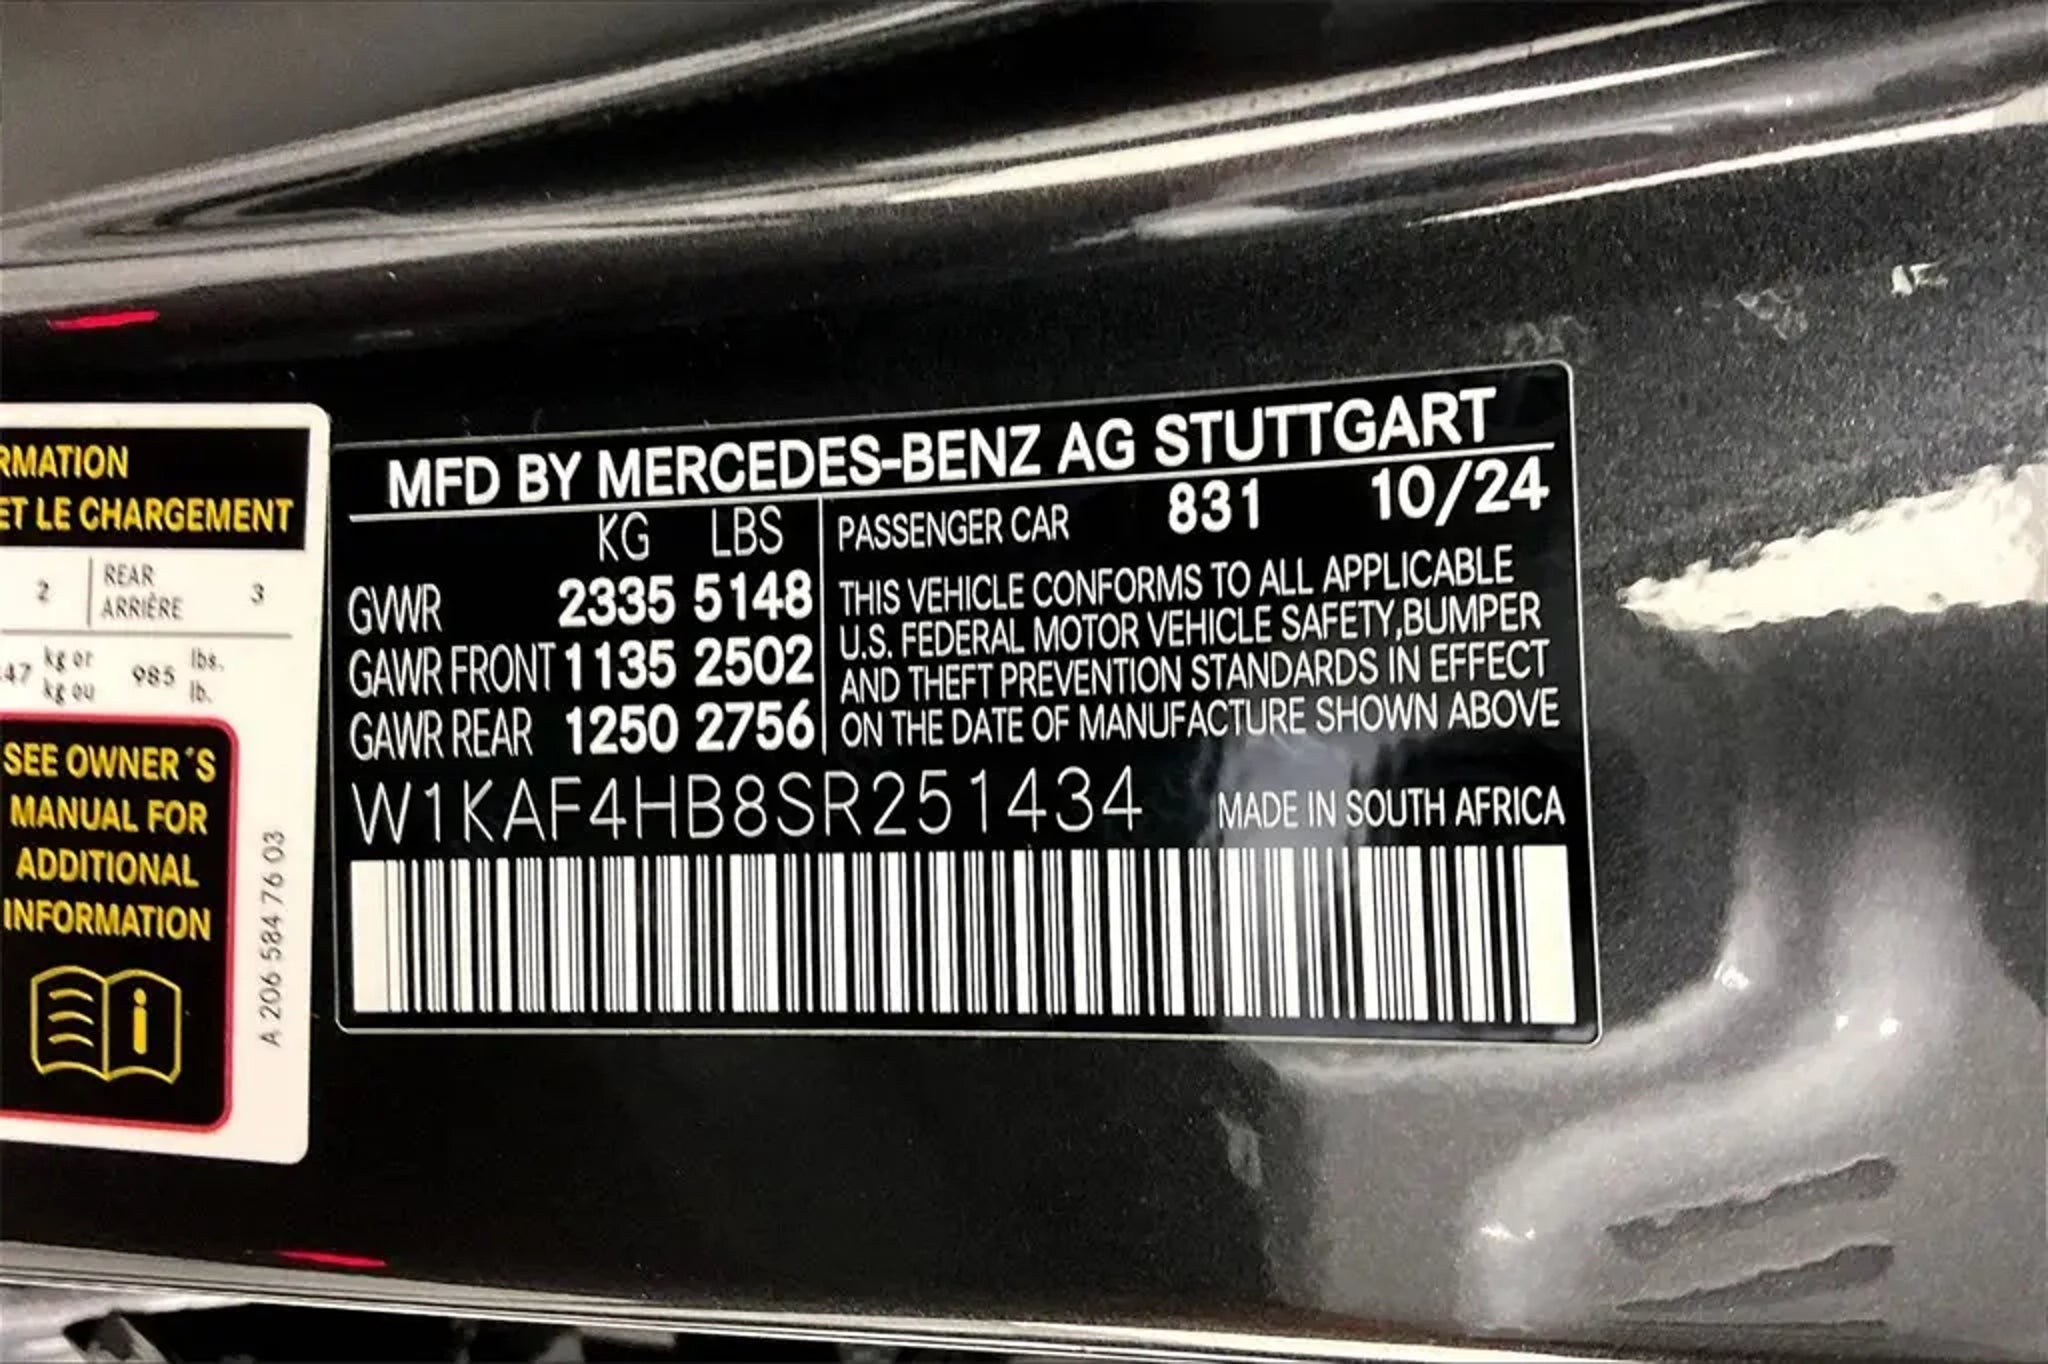 RMATION
ET LE CHARGEMENT
2 REAR ARRIÈRE 3
47 kg or kg ou 985 lbs. lb.
SEE OWNER´S
MANUAL FOR
ADDITIONAL
INFORMATION
A 206 584 76 03
MFD BY MERCEDES-BENZ AG STUTTGART
KG LBS
GVWR 2335 5148
GAWR FRONT 1135 2502
GAWR REAR 1250 2756
PASSENGER CAR 831 10/24
THIS VEHICLE CONFORMS TO ALL APPLICABLE
U.S. FEDERAL MOTOR VEHICLE SAFETY,BUMPER
AND THEFT PREVENTION STANDARDS IN EFFECT
ON THE DATE OF MANUFACTURE SHOWN ABOVE
W1KAF4HB8SR251434 MADE IN SOUTH AFRICA